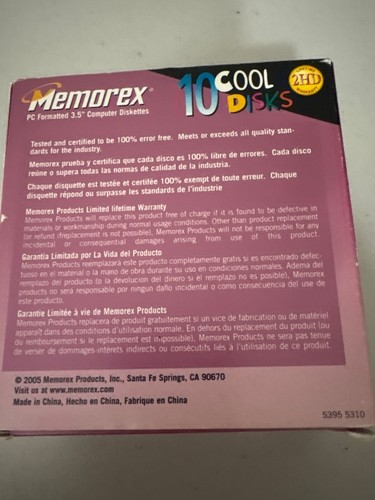 Memorex®
PC Formatted 3.5" Computer Diskettes
10 COOL
DISKS
2HD
Tested and certified to be 100% error free. Meets or exceeds all quality stan-
dards for the industry.
Memorex prueba y certifica que cada disco es 100% libre de errores. Cada disco
reúne o supera todas las normas de calidad de la industria.
Chaque disquette est testée et certifée 100% exempt de toute erreur. Chaque
disquette répond ou surpasse les standards de l'industrie
Memorex Products Limited lifetime Warranty
Memorex Products will replace this product free of charge if it is found to be defective in
materials or workmanship during normal usage conditions. Other than product replacement
(or refund if replacement is not possible), Memorex Products will not be responsible for any
incidental or consequential damages arising from use of this product.
Garantía Limitada por La Vida del Producto
Memorex Products reemplazará este producto completamente gratis si es encontrado defec-
tuoso en el material o la mano de obra durante su uso en condiciones normales. Además del
remplazo del producto (o la devolucion del dinero si el remplazo no es posible), Memorex
products no será responsable por ningun daño incidental o como consecuencia del uso de
este producto.
Garantie Limitée à vie de Memorex Products
Memorex Products remplacera de produit gratuitement si un vice de fabrication ou de matériel
apparaît dans des conditions d'utilisation normale. En dehors du remplacement du produit (ou
du remboursement si le remplacement est impossible), Memorex Products ne sera pas tenue
de verser de dommages-interêts indirects ou consécutifs liés à l'utilisation de ce produit.
© 2005 Memorex Products, Inc., Santa Fe Springs, CA 90670
Visit us at www.memorex.com
Made in China, Hecho en China, Fabrique en China
5395 5310